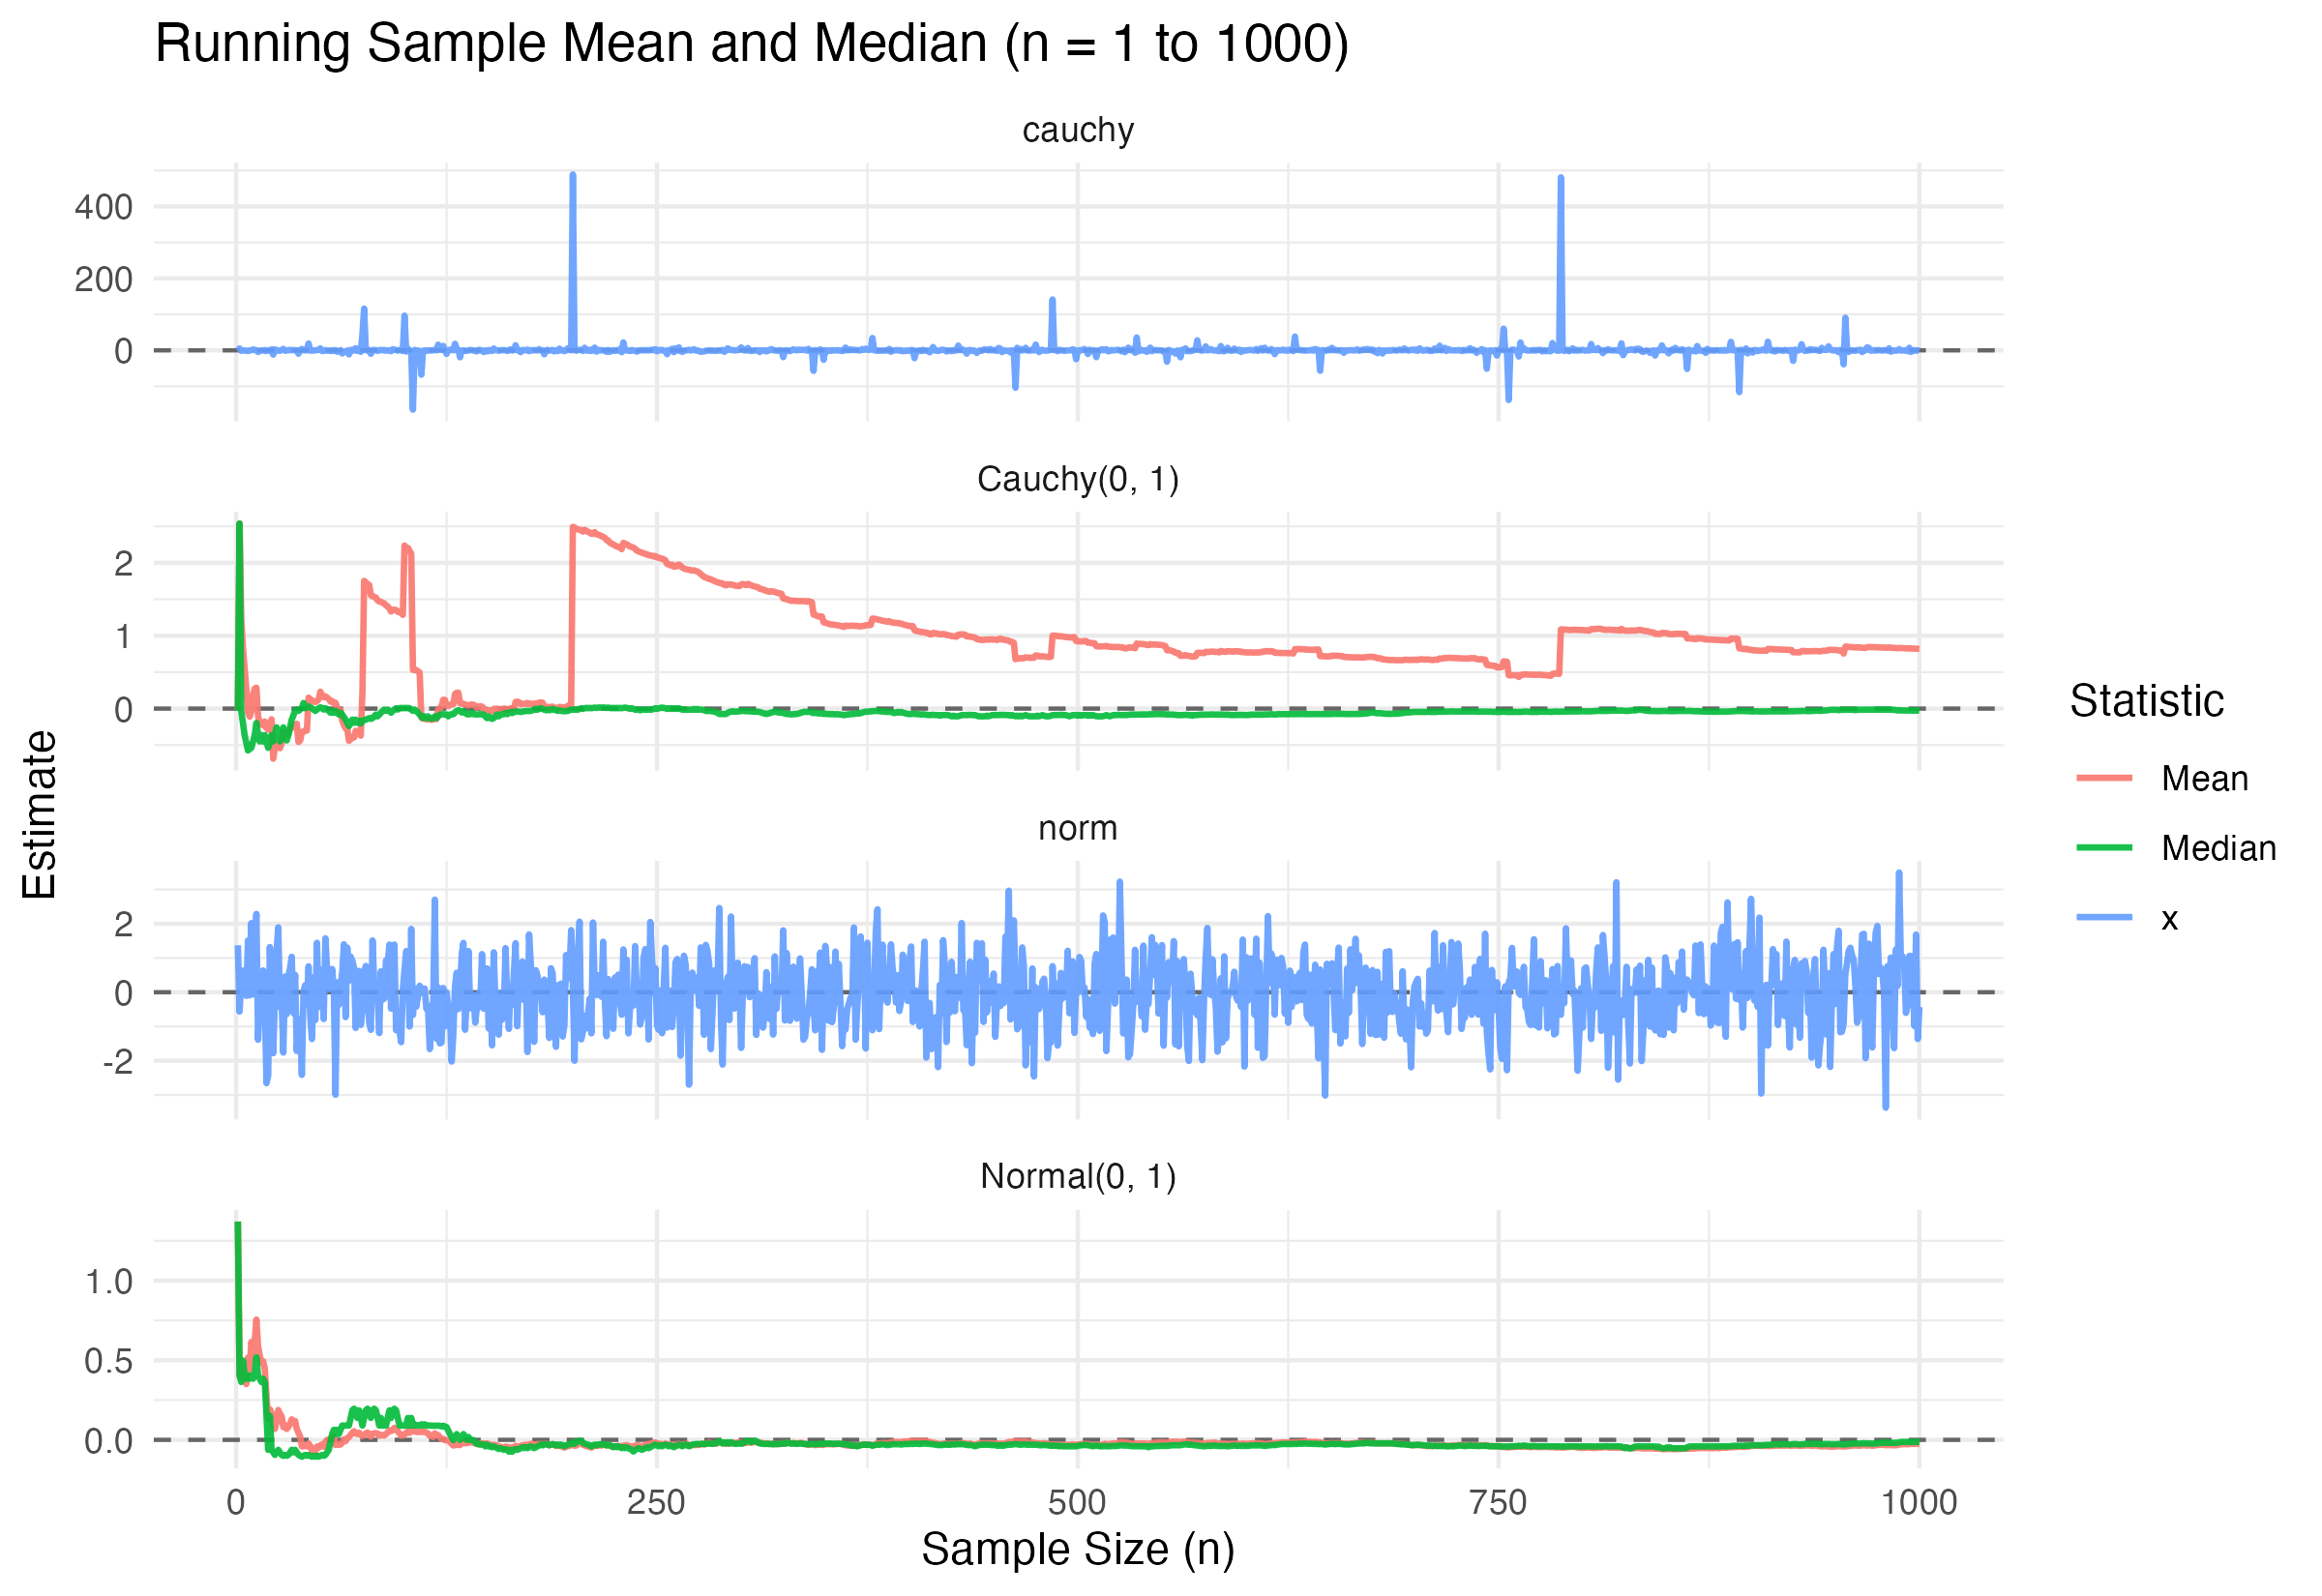 Running Sample Mean and Median (n = 1 to 1000)
cauchy
400
200
0
Cauchy(0, 1)
2
1
0
norm
2
0
-2
Normal(0, 1)
1.0
0.5
0.0
0 250 500 750 1000
Sample Size (n)
Estimate
Statistic
Mean
Median
x